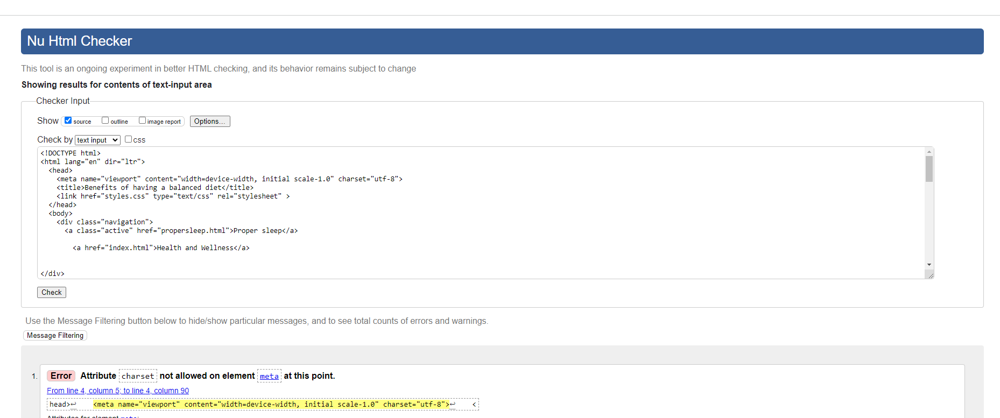 Nu Html Checker
This tool is an ongoing experiment in better HTML checking, and its behavior remains subject to change
Showing results for contents of text-input area
Checker Input
Show source outline image report Options...
Check by text input css
<!DOCTYPE html>
<html lang="en" dir="ltr">
  <head>
    <meta name="viewport" content="width=device-width, initial scale-1.0" charset="utf-8">
    <title>Benefits of having a balanced diet</title>
    <link href="styles.css" type="text/css" rel="stylesheet" >
  </head>
  <body>
    <div class="navigation">
      <a class="active" href="propersleep.html">Proper sleep</a>
        <a href="index.html">Health and Wellness</a>
</div>
Check
Use the Message Filtering button below to hide/show particular messages, and to see total counts of errors and warnings.
Message Filtering
1. Error Attribute charset not allowed on element meta at this point.
From line 4, column 5; to line 4, column 90
head>↩    <meta name="viewport" content="width=device-width, initial scale-1.0" charset="utf-8">↩    <
Attributes for element meta: